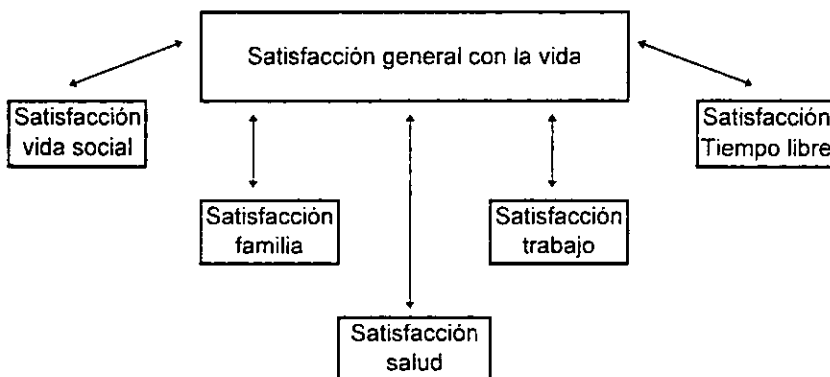 Satisfacción general con la vida
Satisfacción
vida social
Satisfacción
Tiempo libre
Satisfacción
familia
Satisfacción
trabajo
Satisfacción
salud